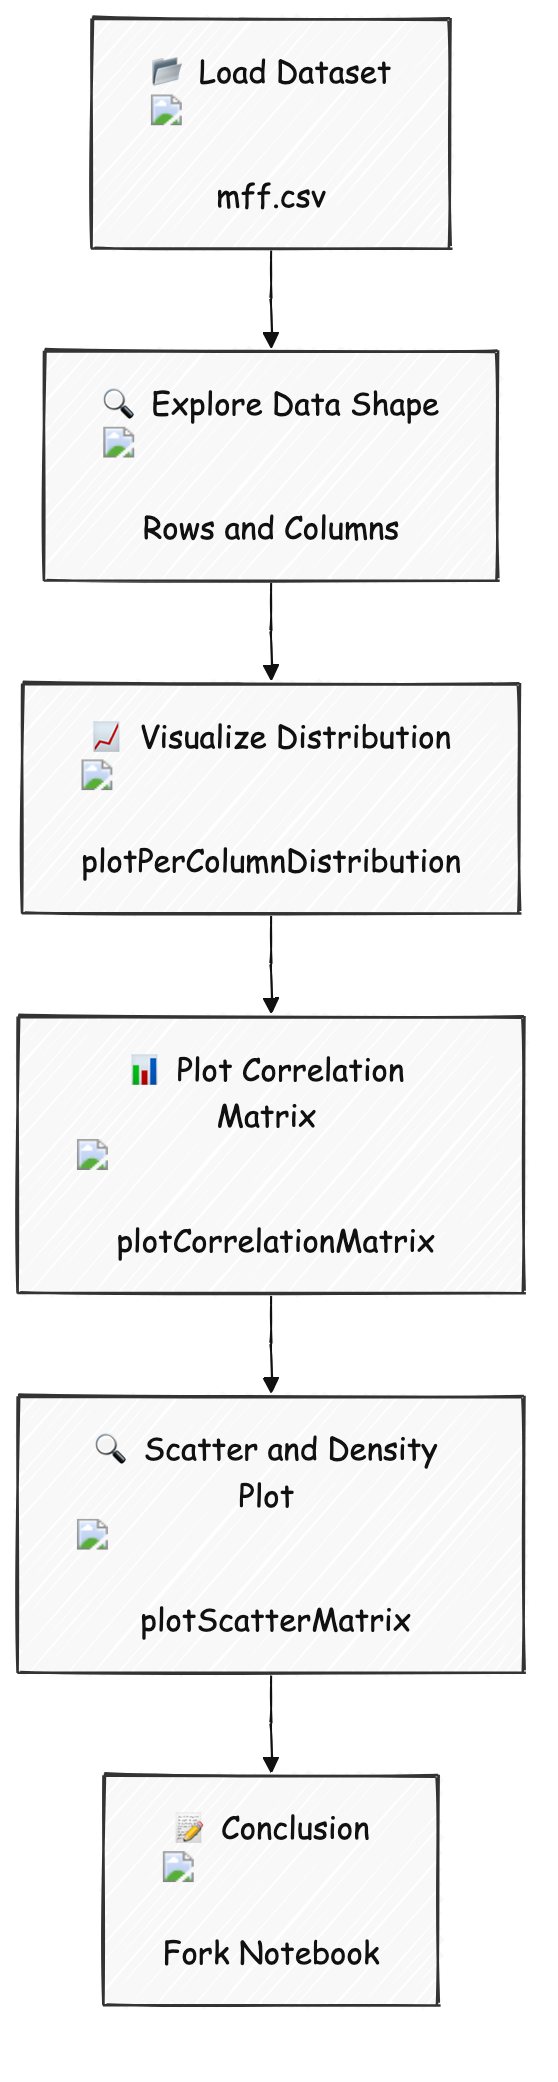 Load Dataset
mff.csv
Explore Data Shape
Rows and Columns
Visualize Distribution
plotPerColumnDistribution
Plot Correlation
Matrix
plotCorrelationMatrix
Scatter and Density
Plot
plotScatterMatrix
Conclusion
Fork Notebook